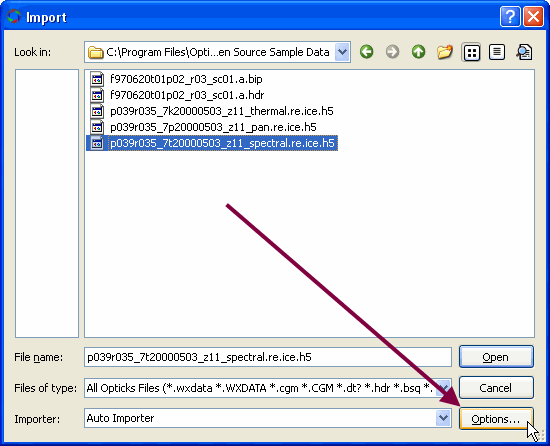 Import
Look in: C:\Program Files\Opti...en Source Sample Data
f970620t01p02_r03_sc01.a.bip
f970620t01p02_r03_sc01.a.hdr
p039r035_7k20000503_z11_thermal.re.ice.h5
p039r035_7p20000503_z11_pan.re.ice.h5
p039r035_7t20000503_z11_spectral.re.ice.h5
File name: p039r035_7t20000503_z11_spectral.re.ice.h5 Open
Files of type: All Opticks Files (*.wxdata *.WXDATA *.cgm *.CGM *.dt? *.hdr *.bsq *. Cancel
Importer: Auto Importer Options...